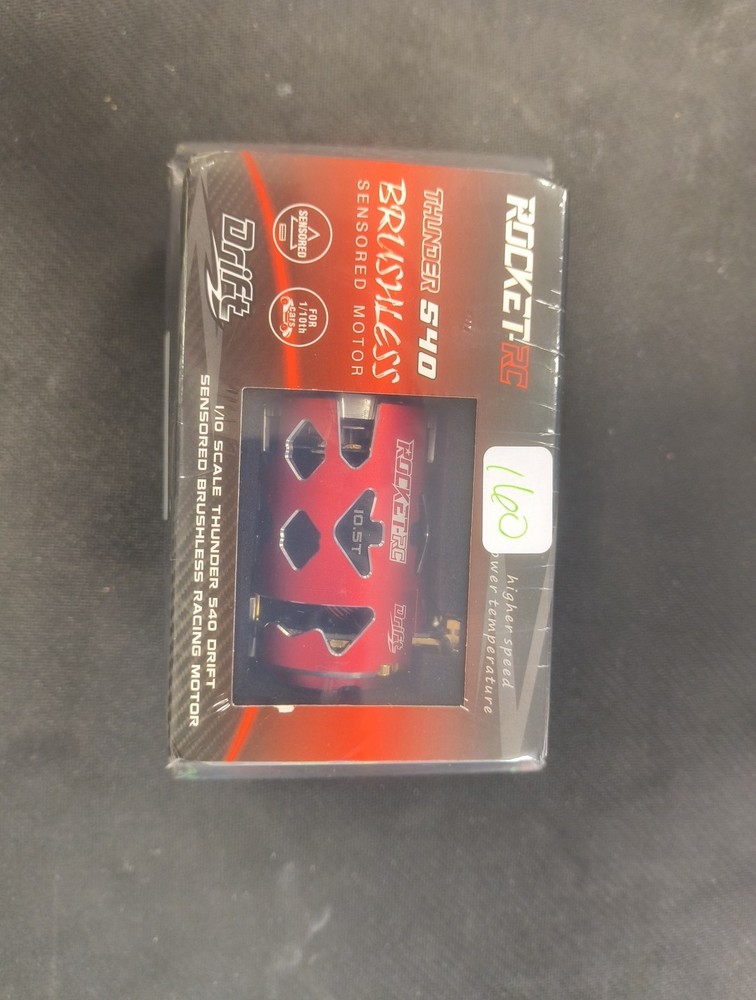 ROCKET-RC
THUNDER 540
BRUSHLESS
SENSORED MOTOR
SENSORED
FOR
1/10th
cars
Drift
160
higher speed
ower temperature
ROCKET-RC
Drift
10.5T
1/10 SCALE THUNDER 540 DRIFT
SENSORED BRUSHLESS RACING MOTOR